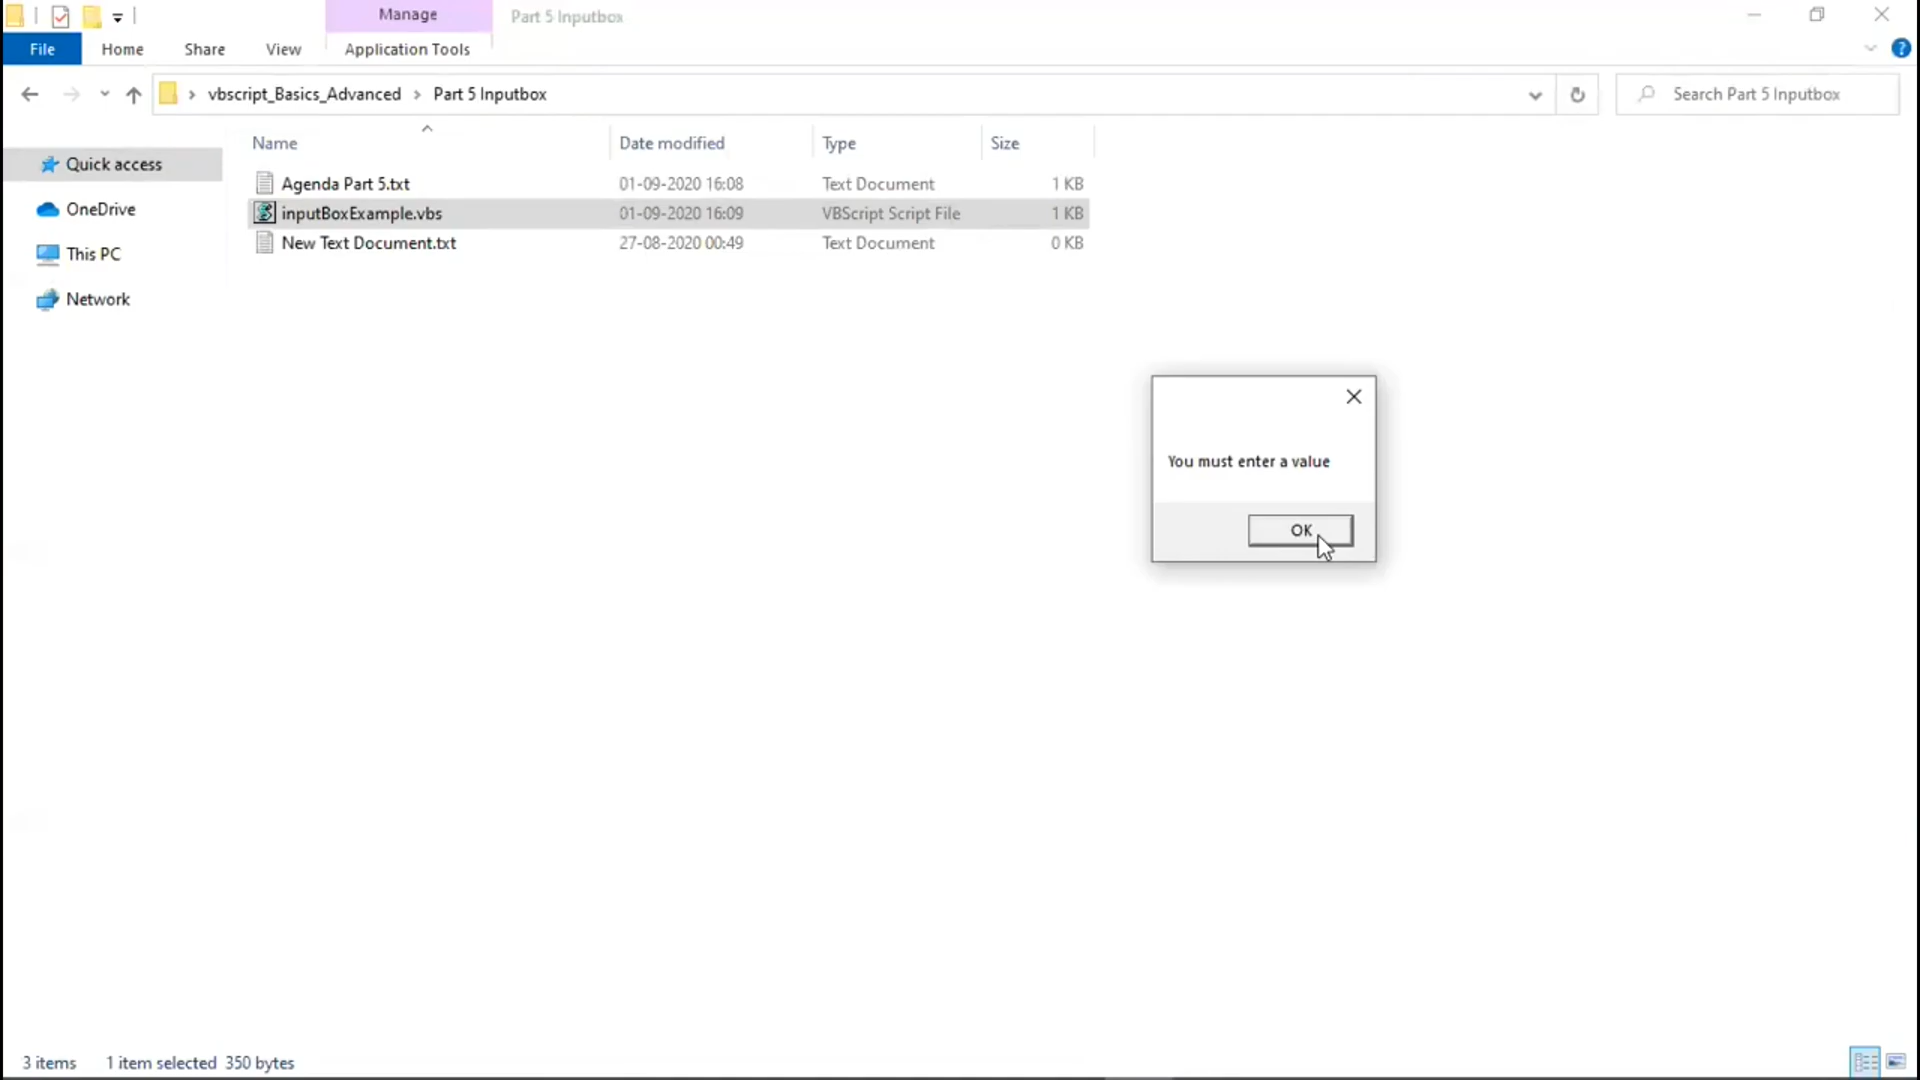 Manage
Part 5 Inputbox
File
Home
Share
View
Application Tools
vbscript_Basics_Advanced > Part 5 Inputbox
Search Part 5 Inputbox
Name
Date modified
Type
Size
Quick access
OneDrive
This PC
Network
Agenda Part 5.txt 01-09-2020 16:08 Text Document 1 KB
inputBoxExample.vbs 01-09-2020 16:09 VBScript Script File 1 KB
New Text Document.txt 27-08-2020 00:49 Text Document 0 KB
You must enter a value
OK
3 items 1 item selected 350 bytes